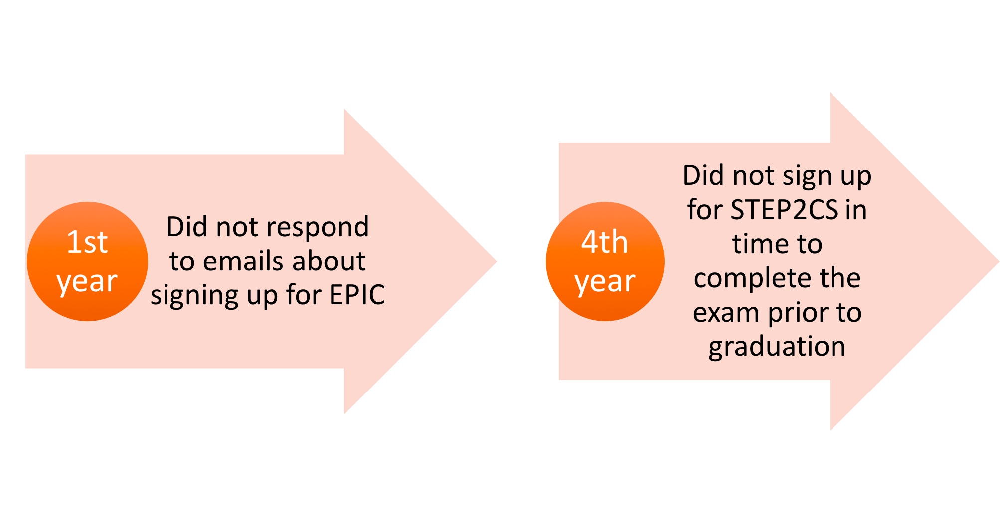 1st
year
Did not respond
to emails about
signing up for EPIC
4th
year
Did not sign up
for STEP2CS in
time to
complete the
exam prior to
graduation